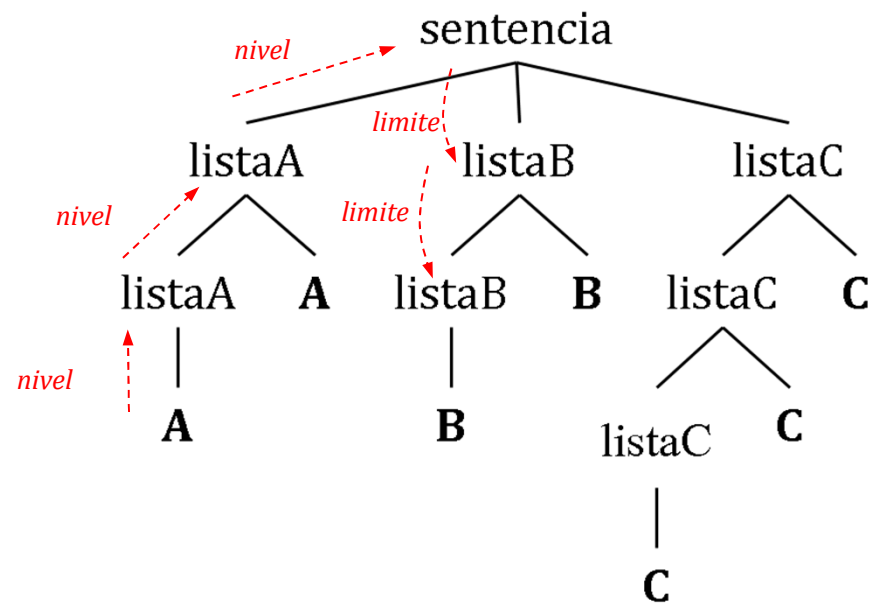 sentencia
nivel
limite
listaA listaB listaC
nivel limite
listaA A listaB B listaC C
nivel
A B listaC C
C